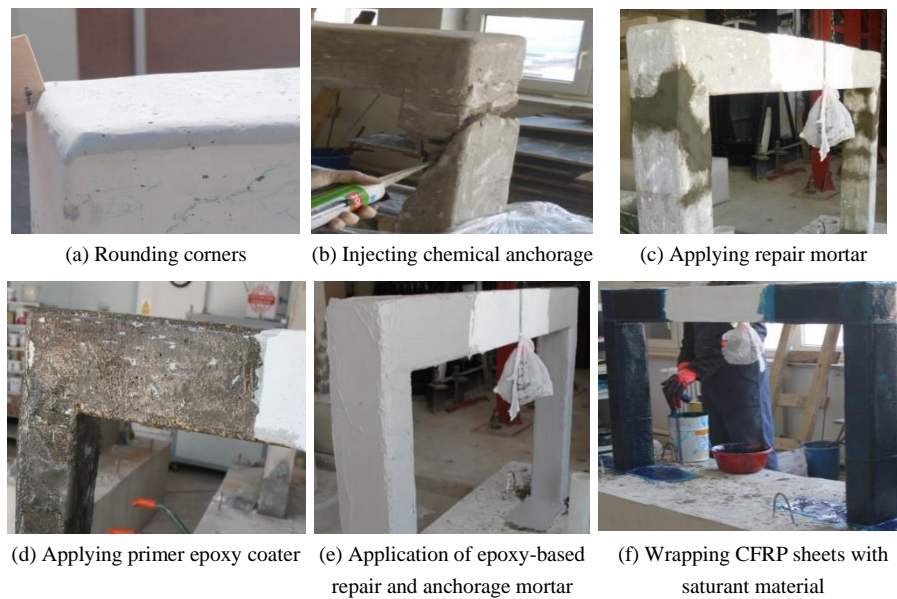 (a) Rounding corners
(b) Injecting chemical anchorage
(c) Applying repair mortar
(d) Applying primer epoxy coater
(e) Application of epoxy-based
repair and anchorage mortar
(f) Wrapping CFRP sheets with
saturant material